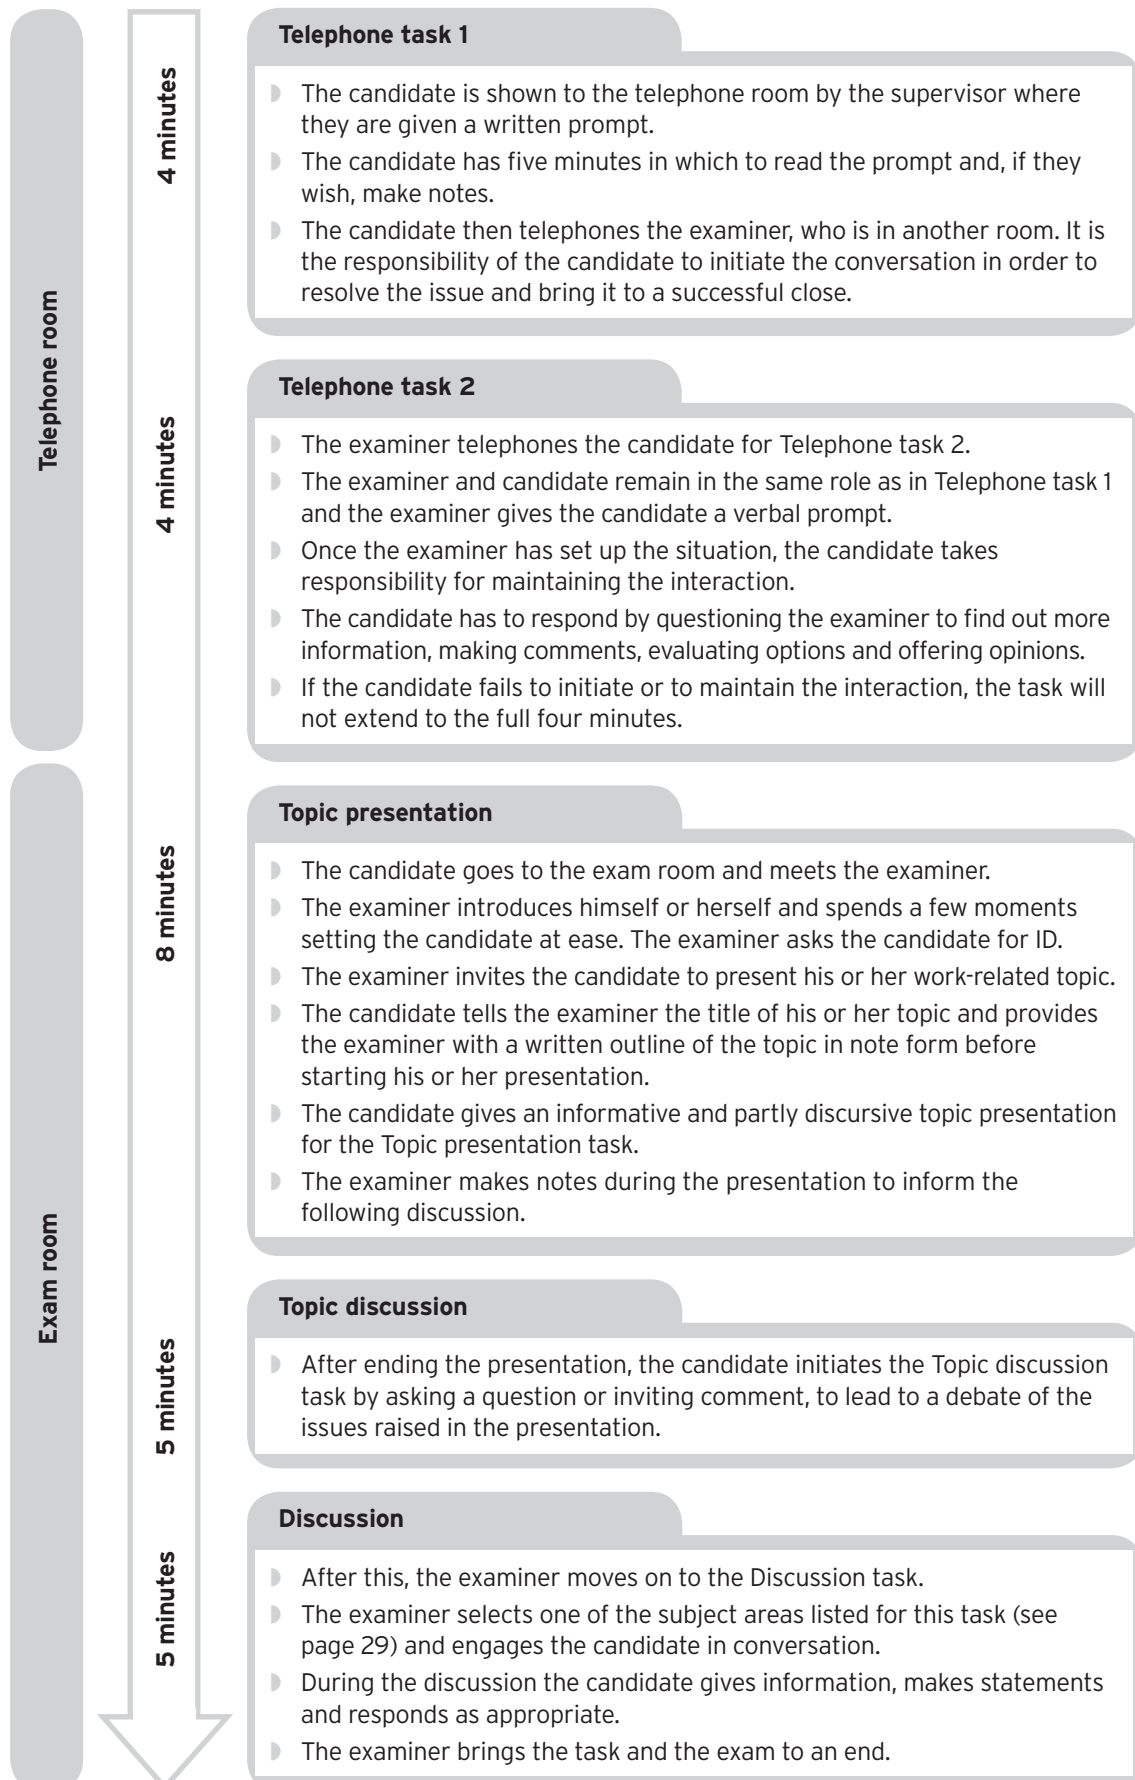 Telephone room
4 minutes
Telephone task 1
The candidate is shown to the telephone room by the supervisor where
they are given a written prompt.
The candidate has five minutes in which to read the prompt and, if they
wish, make notes.
The candidate then telephones the examiner, who is in another room. It is
the responsibility of the candidate to initiate the conversation in order to
resolve the issue and bring it to a successful close.
4 minutes
Telephone task 2
The examiner telephones the candidate for Telephone task 2.
The examiner and candidate remain in the same role as in Telephone task 1
and the examiner gives the candidate a verbal prompt.
Once the examiner has set up the situation, the candidate takes
responsibility for maintaining the interaction.
The candidate has to respond by questioning the examiner to find out more
information, making comments, evaluating options and offering opinions.
If the candidate fails to initiate or to maintain the interaction, the task will
not extend to the full four minutes.
Exam room
8 minutes
Topic presentation
The candidate goes to the exam room and meets the examiner.
The examiner introduces himself or herself and spends a few moments
setting the candidate at ease. The examiner asks the candidate for ID.
The examiner invites the candidate to present his or her work-related topic.
The candidate tells the examiner the title of his or her topic and provides
the examiner with a written outline of the topic in note form before
starting his or her presentation.
The candidate gives an informative and partly discursive topic presentation
for the Topic presentation task.
The examiner makes notes during the presentation to inform the
following discussion.
5 minutes
Topic discussion
After ending the presentation, the candidate initiates the Topic discussion
task by asking a question or inviting comment, to lead to a debate of the
issues raised in the presentation.
5 minutes
Discussion
After this, the examiner moves on to the Discussion task.
The examiner selects one of the subject areas listed for this task (see
page 29) and engages the candidate in conversation.
During the discussion the candidate gives information, makes statements
and responds as appropriate.
The examiner brings the task and the exam to an end.